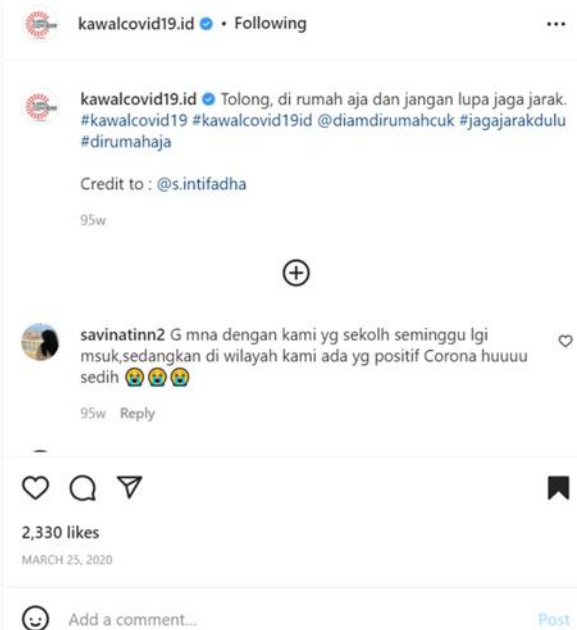 kawalcovid19.id • Following
kawalcovid19.id Tolong, di rumah aja dan jangan lupa jaga jarak.
#kawalcovid19 #kawalcovid19id @diamdirumahcuk #jagajarakdulu
#dirumahaja
Credit to : @s.intifadha
95w
savinatinn2 G mna dengan kami yg sekolh seminggu lgi
msuk,sedangkan di wilayah kami ada yg positif Corona huuuu
sedih 😭😭😭
95w Reply
2,330 likes
MARCH 25, 2020
Add a comment...
Post